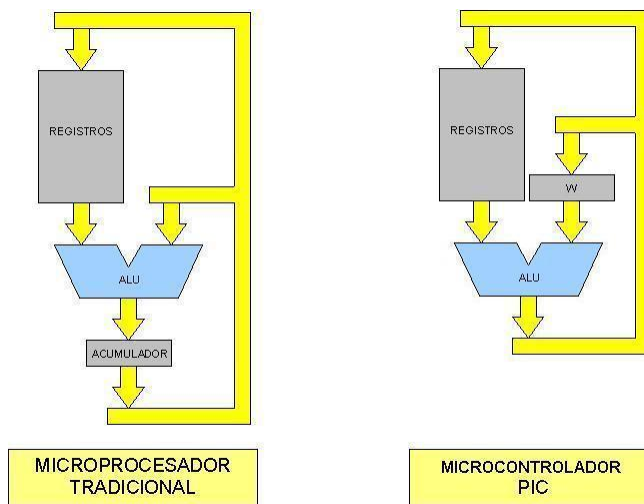 REGISTROS
ALU
ACUMULADOR
MICROPROCESADOR
TRADICIONAL
REGISTROS
W
ALU
MICROCONTROLADOR
PIC